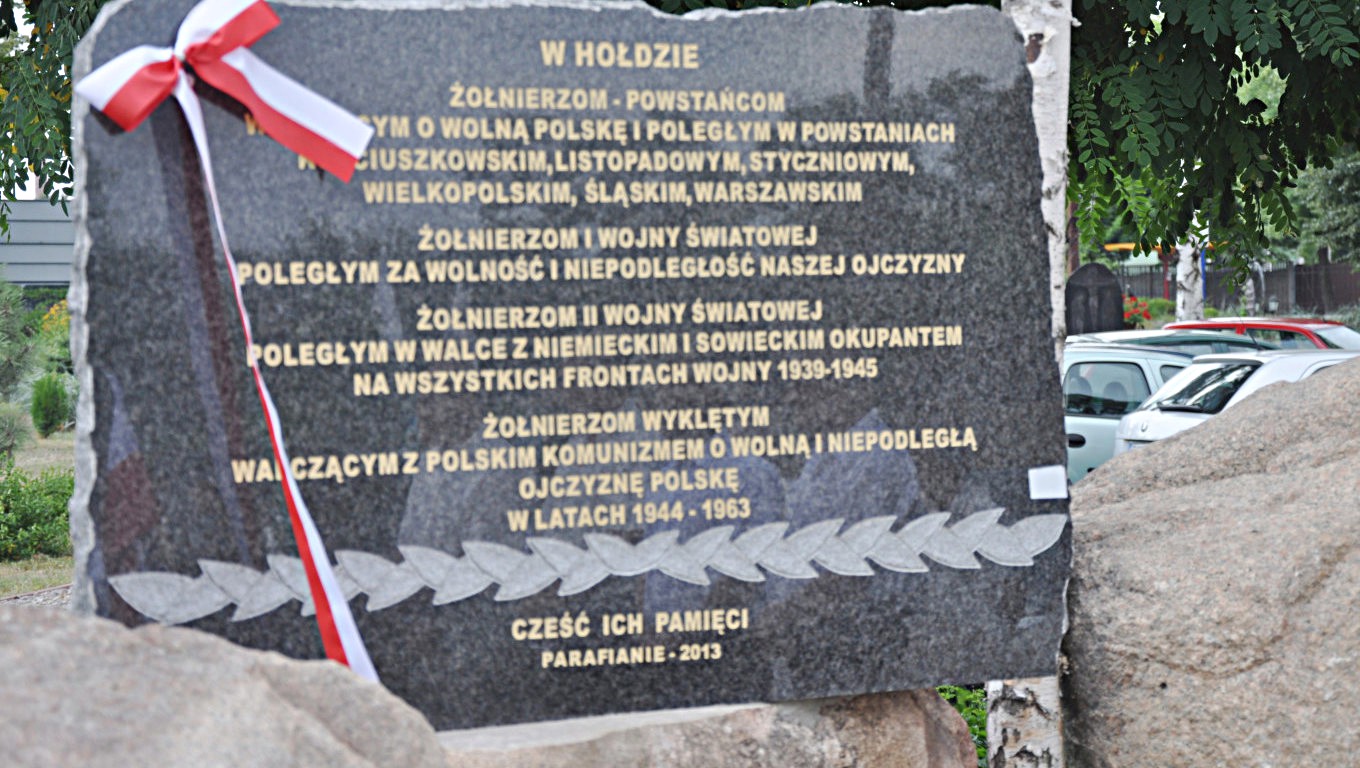 W HOŁDZIE
ŻOŁNIERZOM - POWSTAŃCOM
O WOLNĄ POLSKĘ I POLEGŁYM W POWSTANIACH
LISTOPADOWYM, STYCZNIOWYM,
WIELKOPOLSKIM, ŚLĄSKIM, WARSZAWSKIM
ŻOŁNIERZOM I WOJNY ŚWIATOWEJ
POLEGŁYM ZA WOLNOŚĆ I NIEPODLEGŁOŚĆ NASZEJ OJCZYZNY
ŻOŁNIERZOM II WOJNY ŚWIATOWEJ
POLEGŁYM W WALCE Z NIEMIECKIM I SOWIECKIM OKUPANTEM
NA WSZYSTKICH FRONTACH WOJNY 1939-1945
ŻOŁNIERZOM WYKLĘTYM
WALCZĄCYM Z POLSKIM KOMUNIZMEM O WOLNĄ I NIEPODLEGŁĄ
OJCZYZNĘ POLSKĘ
W LATACH 1944 - 1963
CZEŚĆ ICH PAMIĘCI
PARAFIANIE - 2013